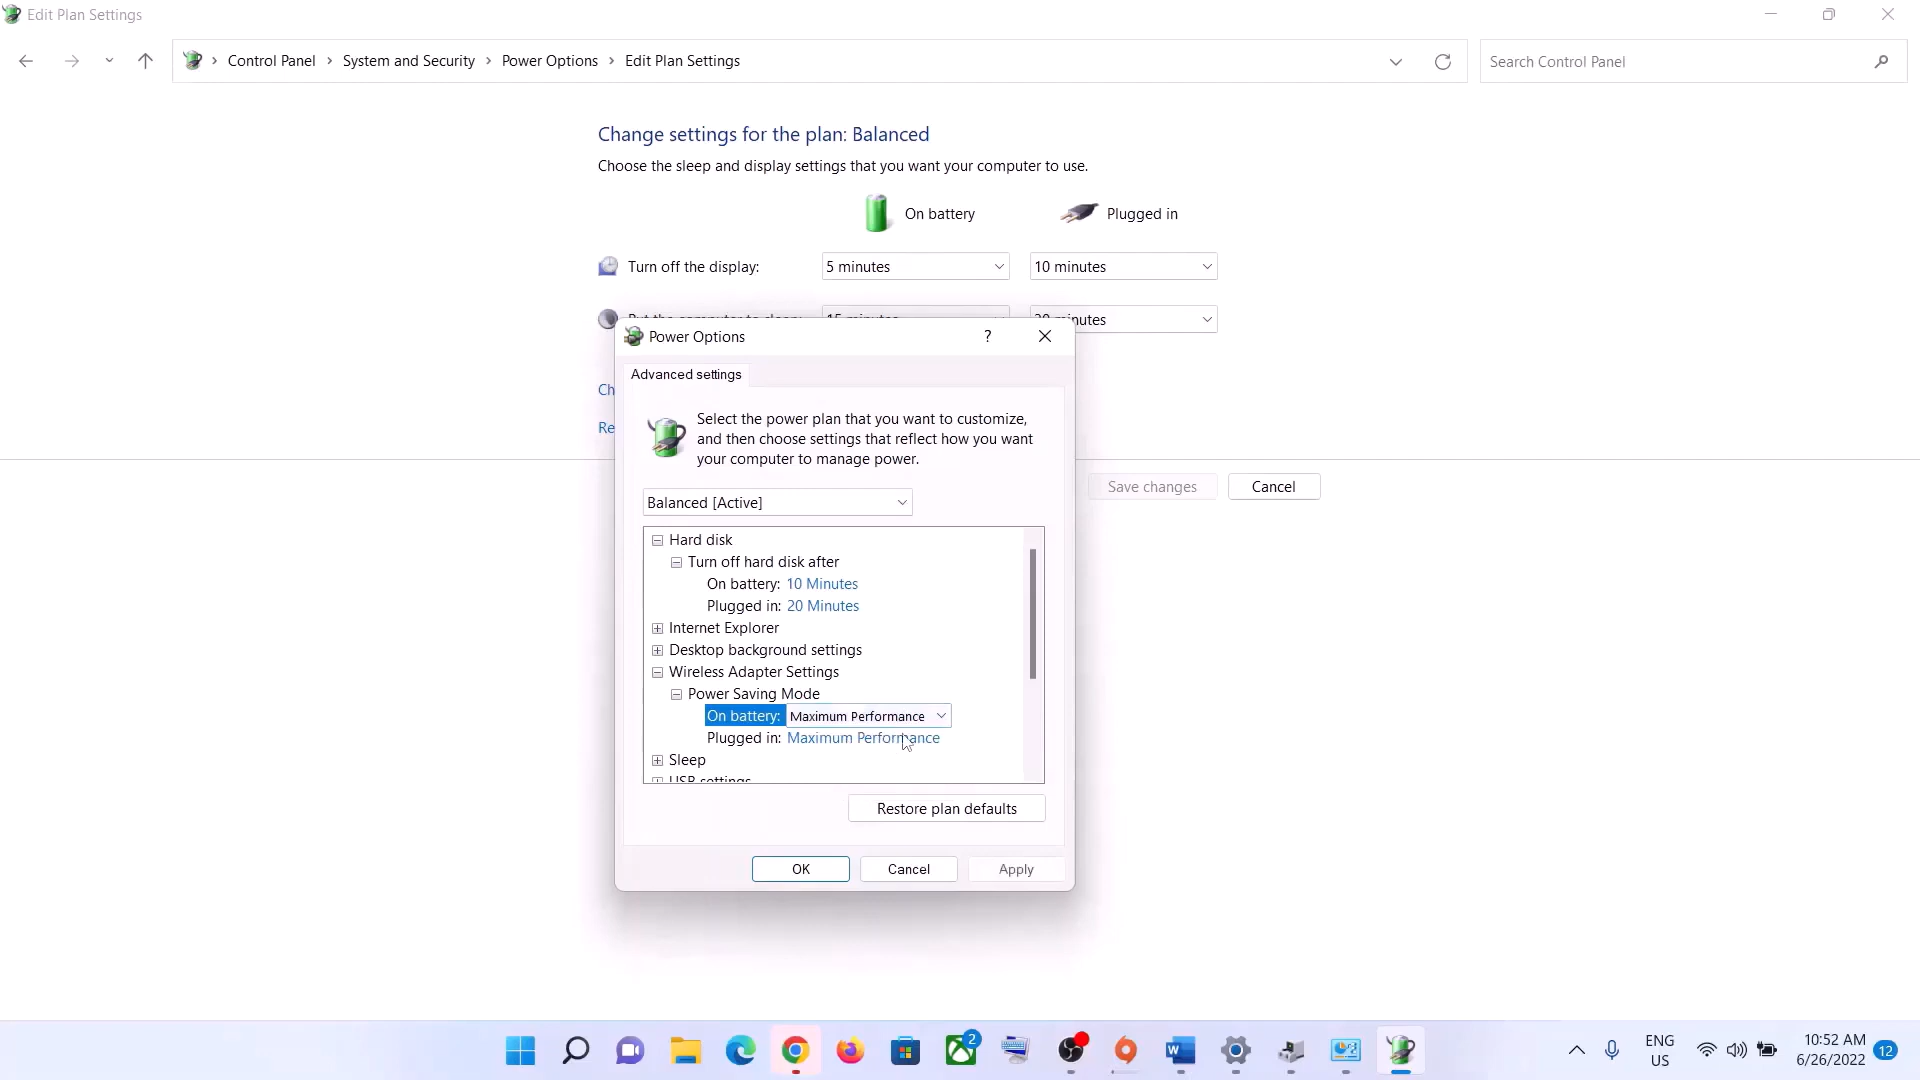 Edit Plan Settings
Control Panel
System and Security
Power Options
Edit Plan Settings
Search Control Panel
Change settings for the plan: Balanced
Choose the sleep and display settings that you want your computer to use.
On battery
Plugged in
Turn off the display:
5 minutes
10 minutes
minutes
Ch
Re
Save changes
Cancel
Power Options
?
Advanced settings
Select the power plan that you want to customize,
and then choose settings that reflect how you want
your computer to manage power.
Balanced [Active]
Hard disk
Turn off hard disk after
On battery: 10 Minutes
Plugged in: 20 Minutes
Internet Explorer
Desktop background settings
Wireless Adapter Settings
Power Saving Mode
On battery: Maximum Performance
Plugged in: Maximum Performance
Sleep
USB settings
Restore plan defaults
OK
Cancel
Apply
2
ENG
US
10:52 AM
6/26/2022
12